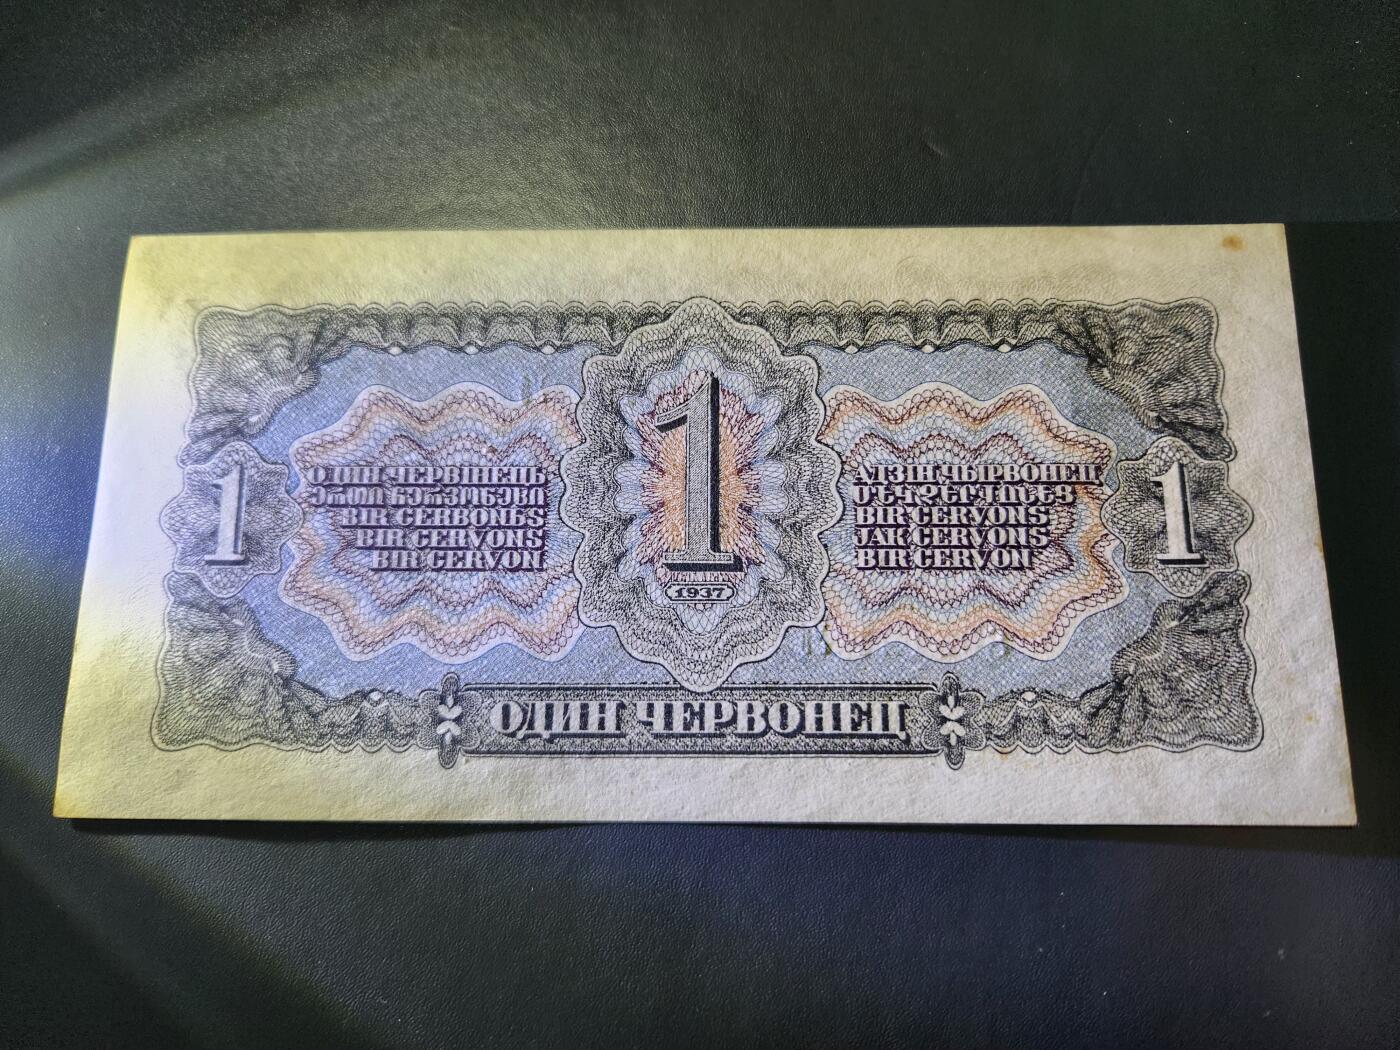 1
ОДИН ЧЕРВІНЕЦЬ
ერთი ჩერვონეცი
BIR CERBONES
BIR CERVONS
BIR CERVON
1
1937
АДЗІН ЧЫРВОНЕЦ
ՄԵԿ ՉԵՐՎՈՆԵՑ
BIR CERVONS
JAK CERVONS
BIR CERVON
1
ОДИН ЧЕРВОНЕЦ